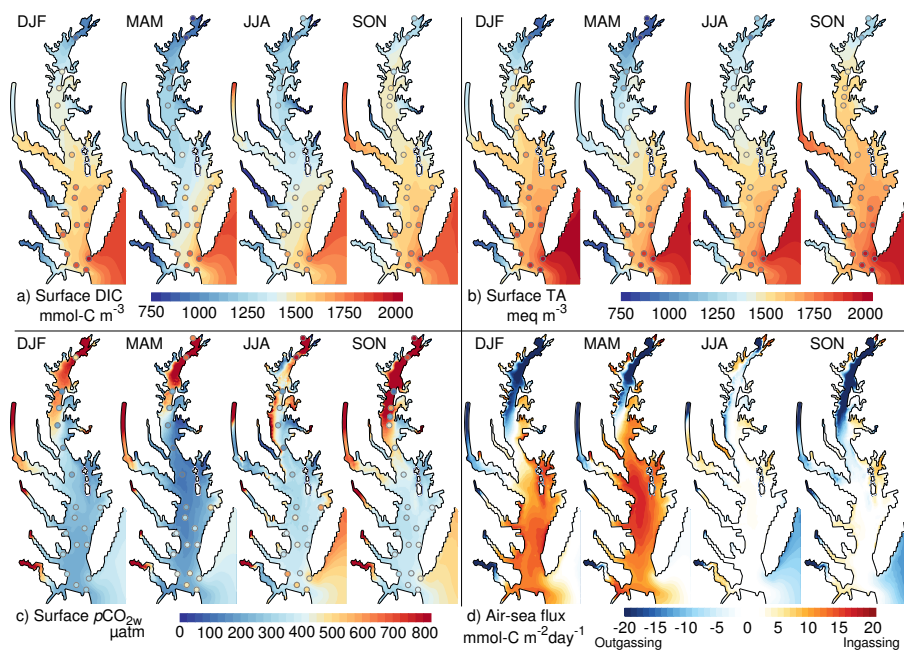 DJF MAM JJA SON
a) Surface DIC
mmol-C m⁻³
750 1000 1250 1500 1750 2000
DJF MAM JJA SON
b) Surface TA
meq m⁻³
750 1000 1250 1500 1750 2000
DJF MAM JJA SON
c) Surface pCO₂w
µatm
0 100 200 300 400 500 600 700 800
DJF MAM JJA SON
d) Air-sea flux
mmol-C m⁻²day⁻¹
-20 -15 -10 -5 0 5 10 15 20
Outgassing Ingassing